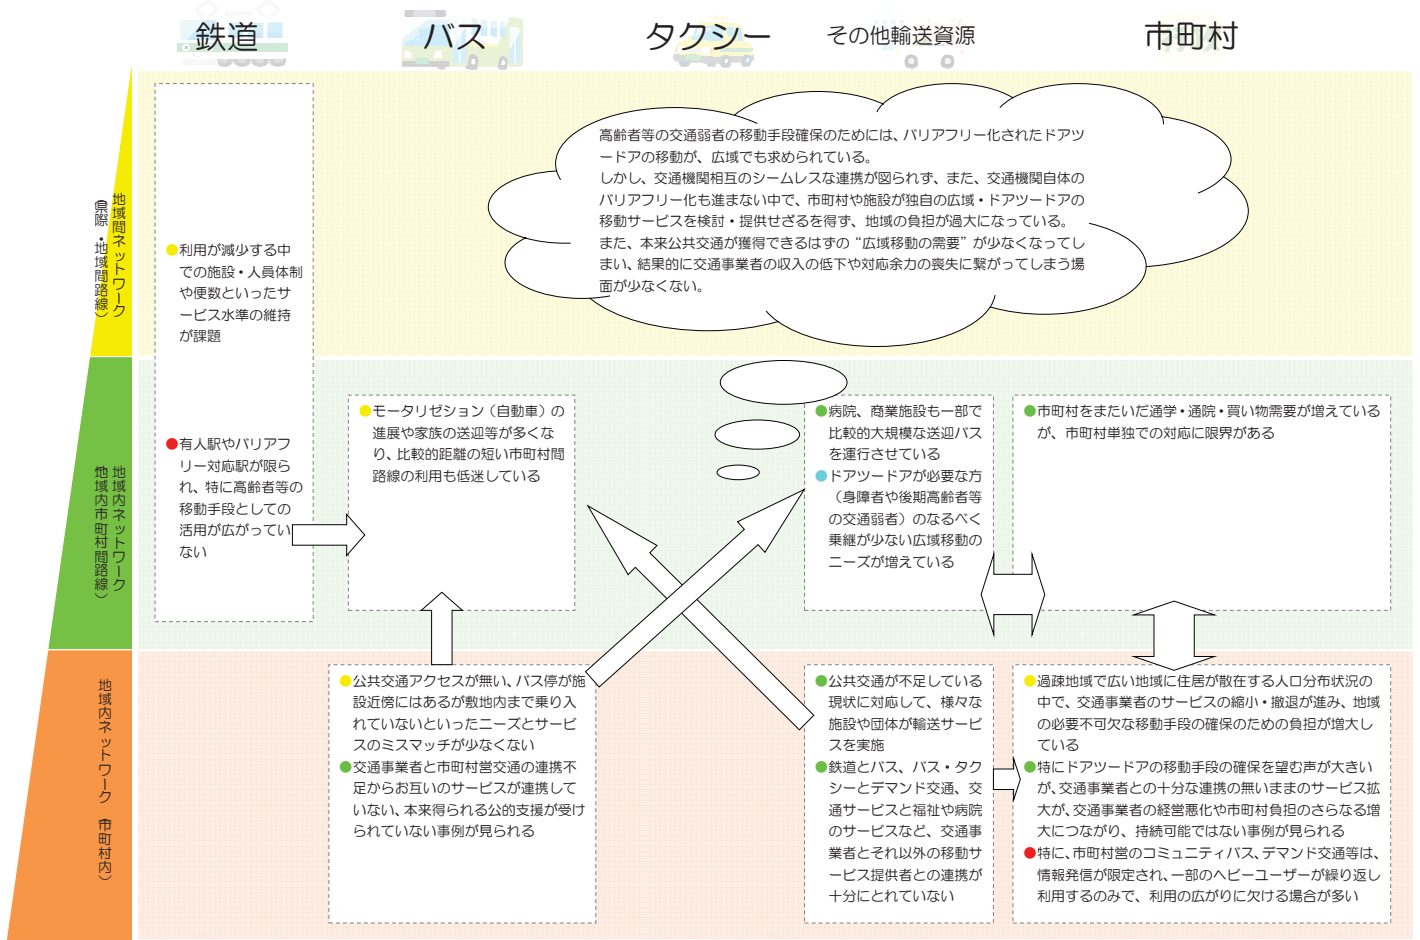 鉄道
バス
タクシー
その他輸送資源
市町村
地域間ネットワーク
（県際・地域間路線）
高齢者等の交通弱者の移動手段確保のためには、バリアフリー化されたドアツ
ードアの移動が、広域でも求められている。
しかし、交通機関相互のシームレスな連携が図られず、また、交通機関自体の
バリアフリー化も進まない中で、市町村や施設が独自の広域・ドアツードアの
移動サービスを検討・提供せざるを得ず、地域の負担が過大になっている。
また、本来公共交通が獲得できるはずの“広域移動の需要”が少なくなってし
まい、結果的に交通事業者の収入の低下や対応余力の喪失に繋がってしまう場
面が少なくない。
●利用が減少する中
での施設・人員体制
や便数といったサ
ービス水準の維持
が課題
●有人駅やバリアフ
リー対応駅が限ら
れ、特に高齢者等の
移動手段としての
活用が広がってい
ない
地域内ネットワーク
地域内市町村間路線）
●モータリゼション（自動車）の
進展や家族の送迎等が多くな
り、比較的距離の短い市町村間
路線の利用も低迷している
●病院、商業施設も一部で
比較的大規模な送迎バス
を運行させている
●ドアツードアが必要な方
（身障者や後期高齢者等
の交通弱者）のなるべく
乗継が少ない広域移動の
ニーズが増えている
●市町村をまたいだ通学・通院・買い物需要が増えている
が、市町村単独での対応に限界がある
地域内ネットワーク（市町村内）
●公共交通アクセスが無い、バス停が施
設近傍にはあるが敷地内まで乗り入
れていないといったニーズとサービ
スのミスマッチが少なくない
●交通事業者と市町村営交通の連携不
足からお互いのサービスが連携して
いない、本来得られる公的支援が受け
られていない事例が見られる
●公共交通が不足している
現状に対応して、様々な
施設や団体が輸送サービ
スを実施
●鉄道とバス、バス・タク
シーとデマンド交通、交
通サービスと福祉や病院
のサービスなど、交通事
業者とそれ以外の移動サ
ービス提供者との連携が
十分にとれていない
●過疎地域で広い地域に住居が散在する人口分布状況の
中で、交通事業者のサービスの縮小・撤退が進み、地域
の必要不可欠な移動手段の確保のための負担が増大し
ている
●特にドアツードアの移動手段の確保を望む声が大きい
が、交通事業者との十分な連携の無いままのサービス拡
大が、交通事業者の経営悪化や市町村負担のさらなる増
大につながり、持続可能ではない事例が見られる
●特に、市町村営のコミュニティバス、デマンド交通等は、
情報発信が限定され、一部のヘビーユーザーが繰り返し
利用するのみで、利用の広がりに欠ける場合が多い